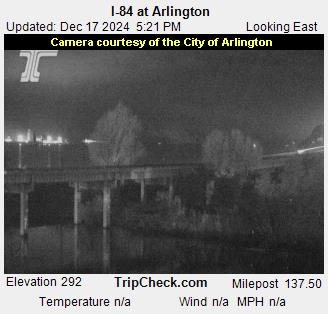 I-84 at Arlington
Updated: Dec 17 2024 5:21 PM Looking East
Camera courtesy of the City of Arlington
Elevation 292 TripCheck.com Milepost 137.50
Temperature n/a Wind n/a MPH n/a